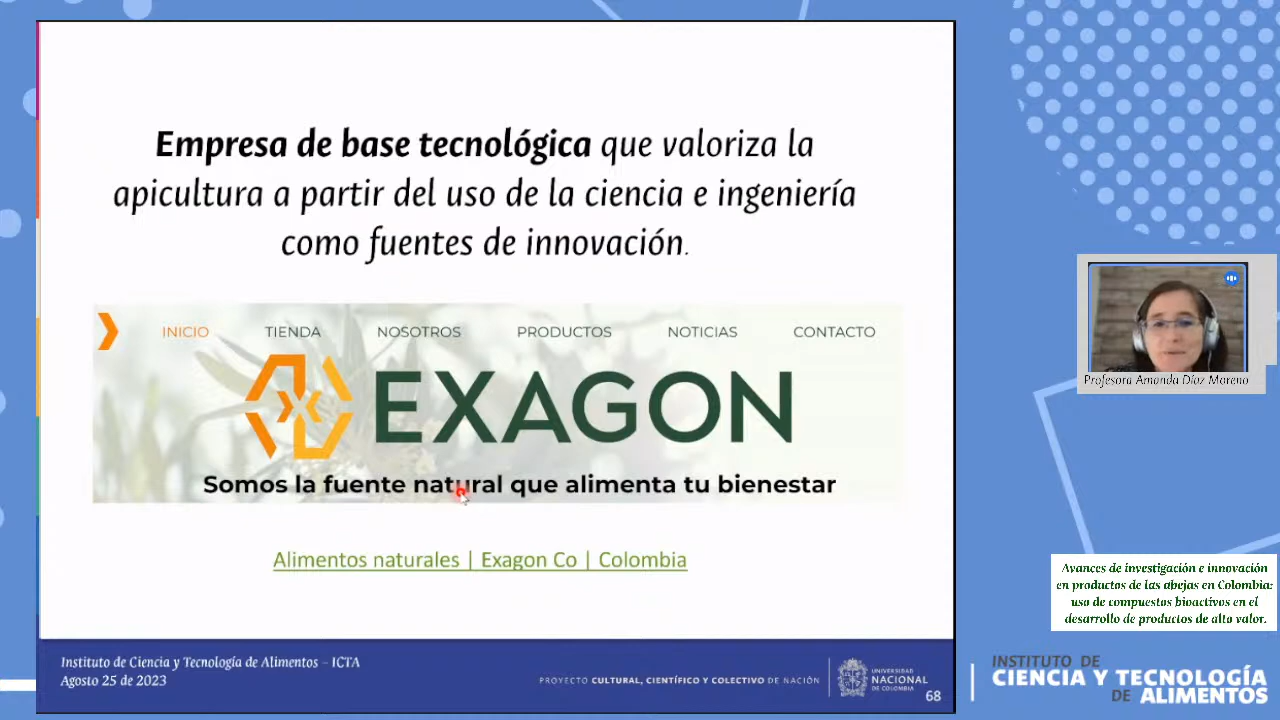 Empresa de base tecnológica que valoriza la
apicultura a partir del uso de la ciencia e ingeniería
como fuentes de innovación.
INICIO TIENDA NOSOTROS PRODUCTOS NOTICIAS CONTACTO
EXAGON
Somos la fuente natural que alimenta tu bienestar
Alimentos naturales | Exagon Co | Colombia
Instituto de Ciencia y Tecnología de Alimentos – ICTA
Agosto 25 de 2023
PROYECTO CULTURAL, CIENTÍFICO Y COLECTIVO DE NACIÓN
UNIVERSIDAD
NACIONAL
DE COLOMBIA
68
Profesora Amanda Díaz Moreno
Avances de investigación e innovación
en productos de las abejas en Colombia:
uso de compuestos bioactivos en el
desarrollo de productos de alto valor.
INSTITUTO DE
CIENCIA Y TECNOLOGÍA
DE ALIMENTOS